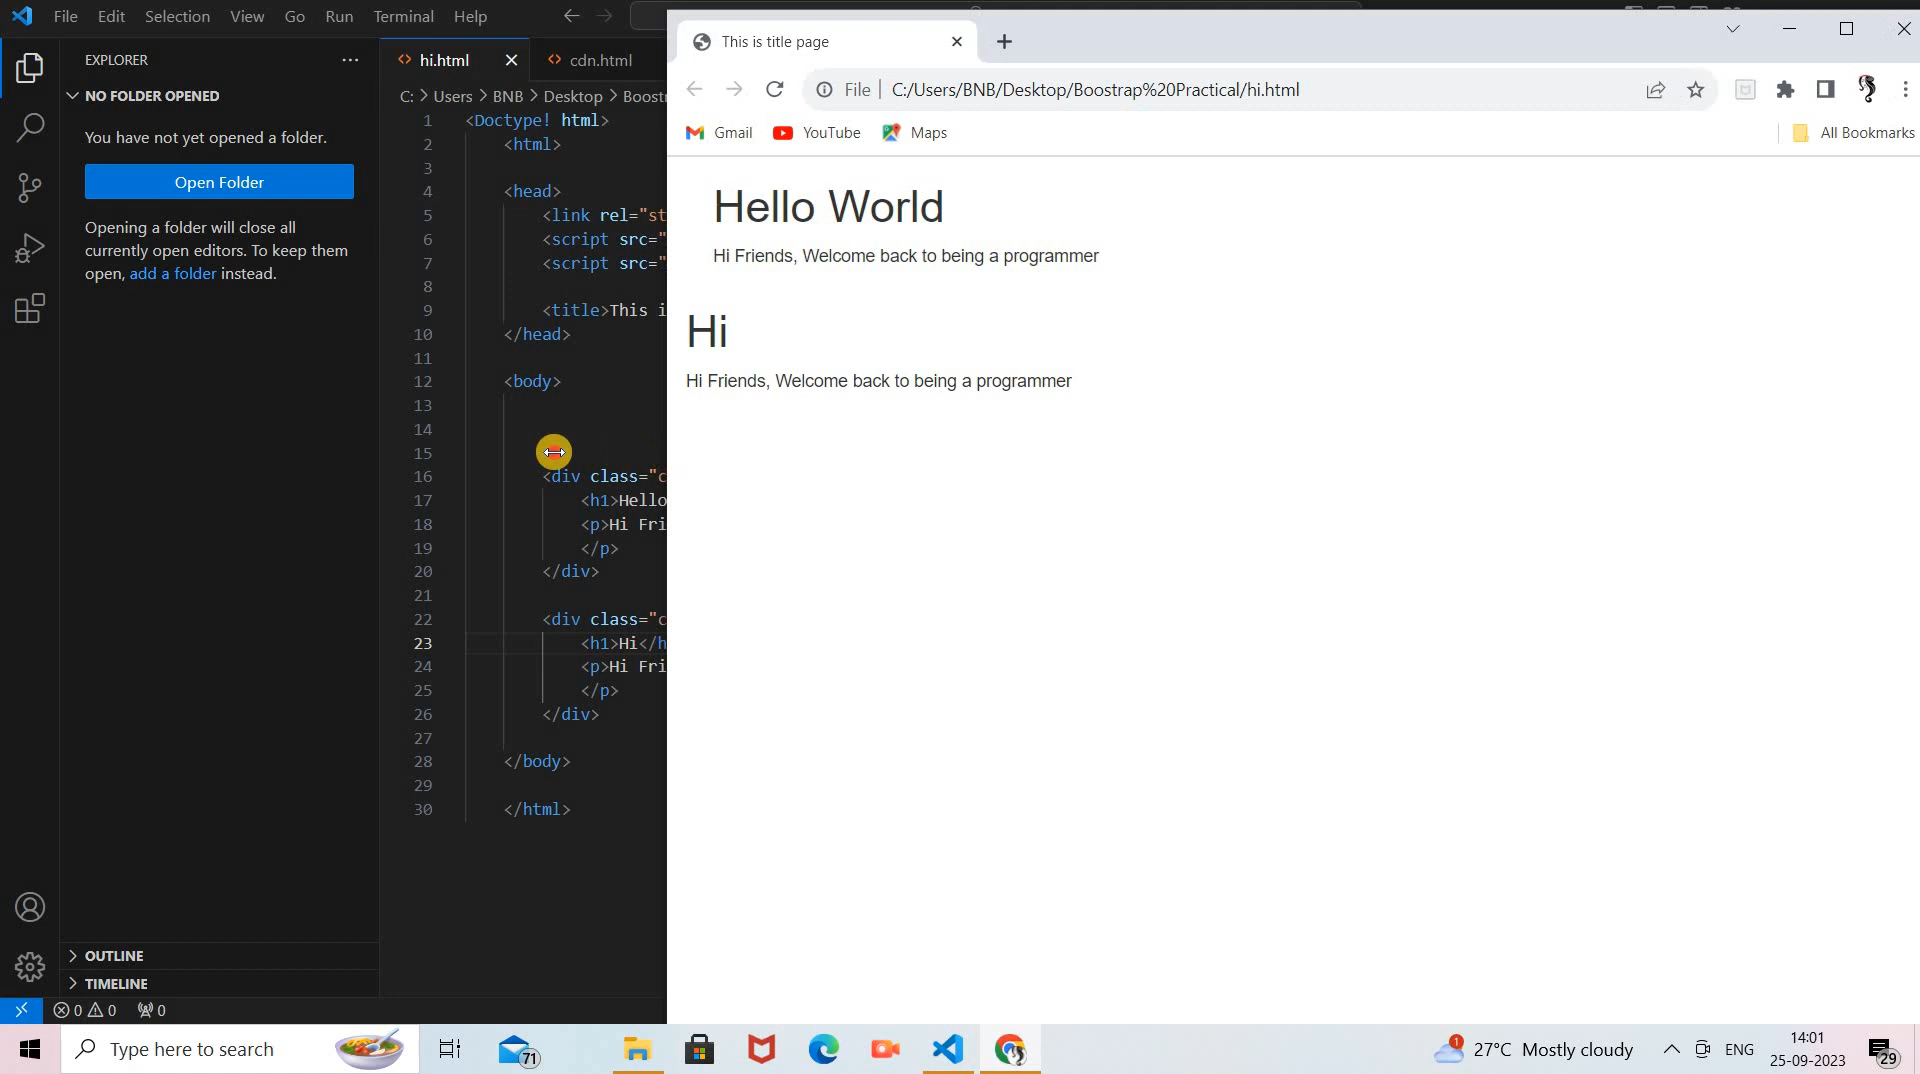 File Edit Selection View Go Run Terminal Help
EXPLORER
NO FOLDER OPENED
You have not yet opened a folder.
Open Folder
Opening a folder will close all
currently open editors. To keep them
open, add a folder instead.
OUTLINE
TIMELINE
0 0 0
hi.html
cdn.html
C: > Users > BNB > Desktop > Boostr
1 <Doctype! html>
2 <html>
3
4 <head>
5 <link rel="st
6 <script src="
7 <script src="
8
9 <title>This i
10 </head>
11
12 <body>
13
14
15
16 <div class="c
17 <h1>Hello
18 <p>Hi Fri
19 </p>
20 </div>
21
22 <div class="c
23 <h1>Hi</h
24 <p>Hi Fri
25 </p>
26 </div>
27
28 </body>
29
30 </html>
This is title page
File C:/Users/BNB/Desktop/Boostrap%20Practical/hi.html
Gmail YouTube Maps All Bookmarks
Hello World
Hi Friends, Welcome back to being a programmer
Hi
Hi Friends, Welcome back to being a programmer
Type here to search
71
1
27°C Mostly cloudy
ENG
14:01
25-09-2023
29